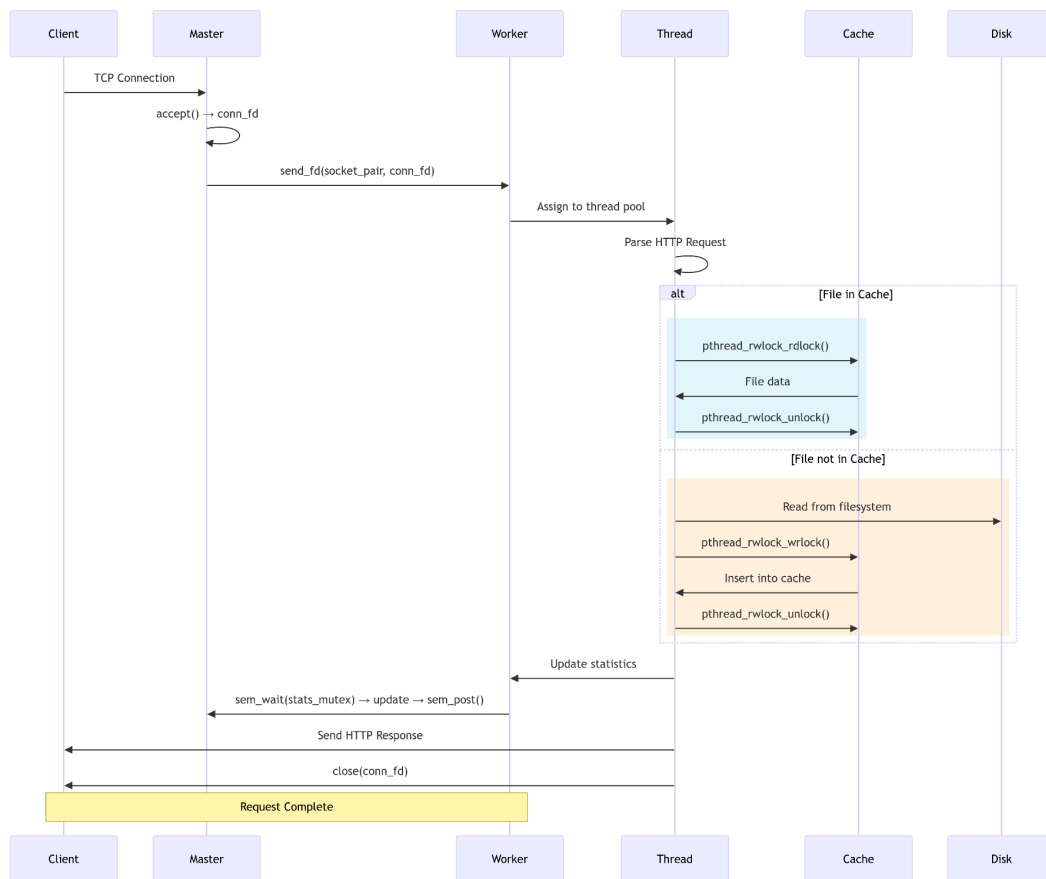 Client Master Worker Thread Cache Disk
TCP Connection
accept() → conn_fd
send_fd(socket_pair, conn_fd)
Assign to thread pool
Parse HTTP Request
alt [File in Cache]
pthread_rwlock_rdlock()
File data
pthread_rwlock_unlock()
[File not in Cache]
Read from filesystem
pthread_rwlock_wrlock()
Insert into cache
pthread_rwlock_unlock()
Update statistics
sem_wait(stats_mutex) → update → sem_post()
Send HTTP Response
close(conn_fd)
Request Complete
Client Master Worker Thread Cache Disk